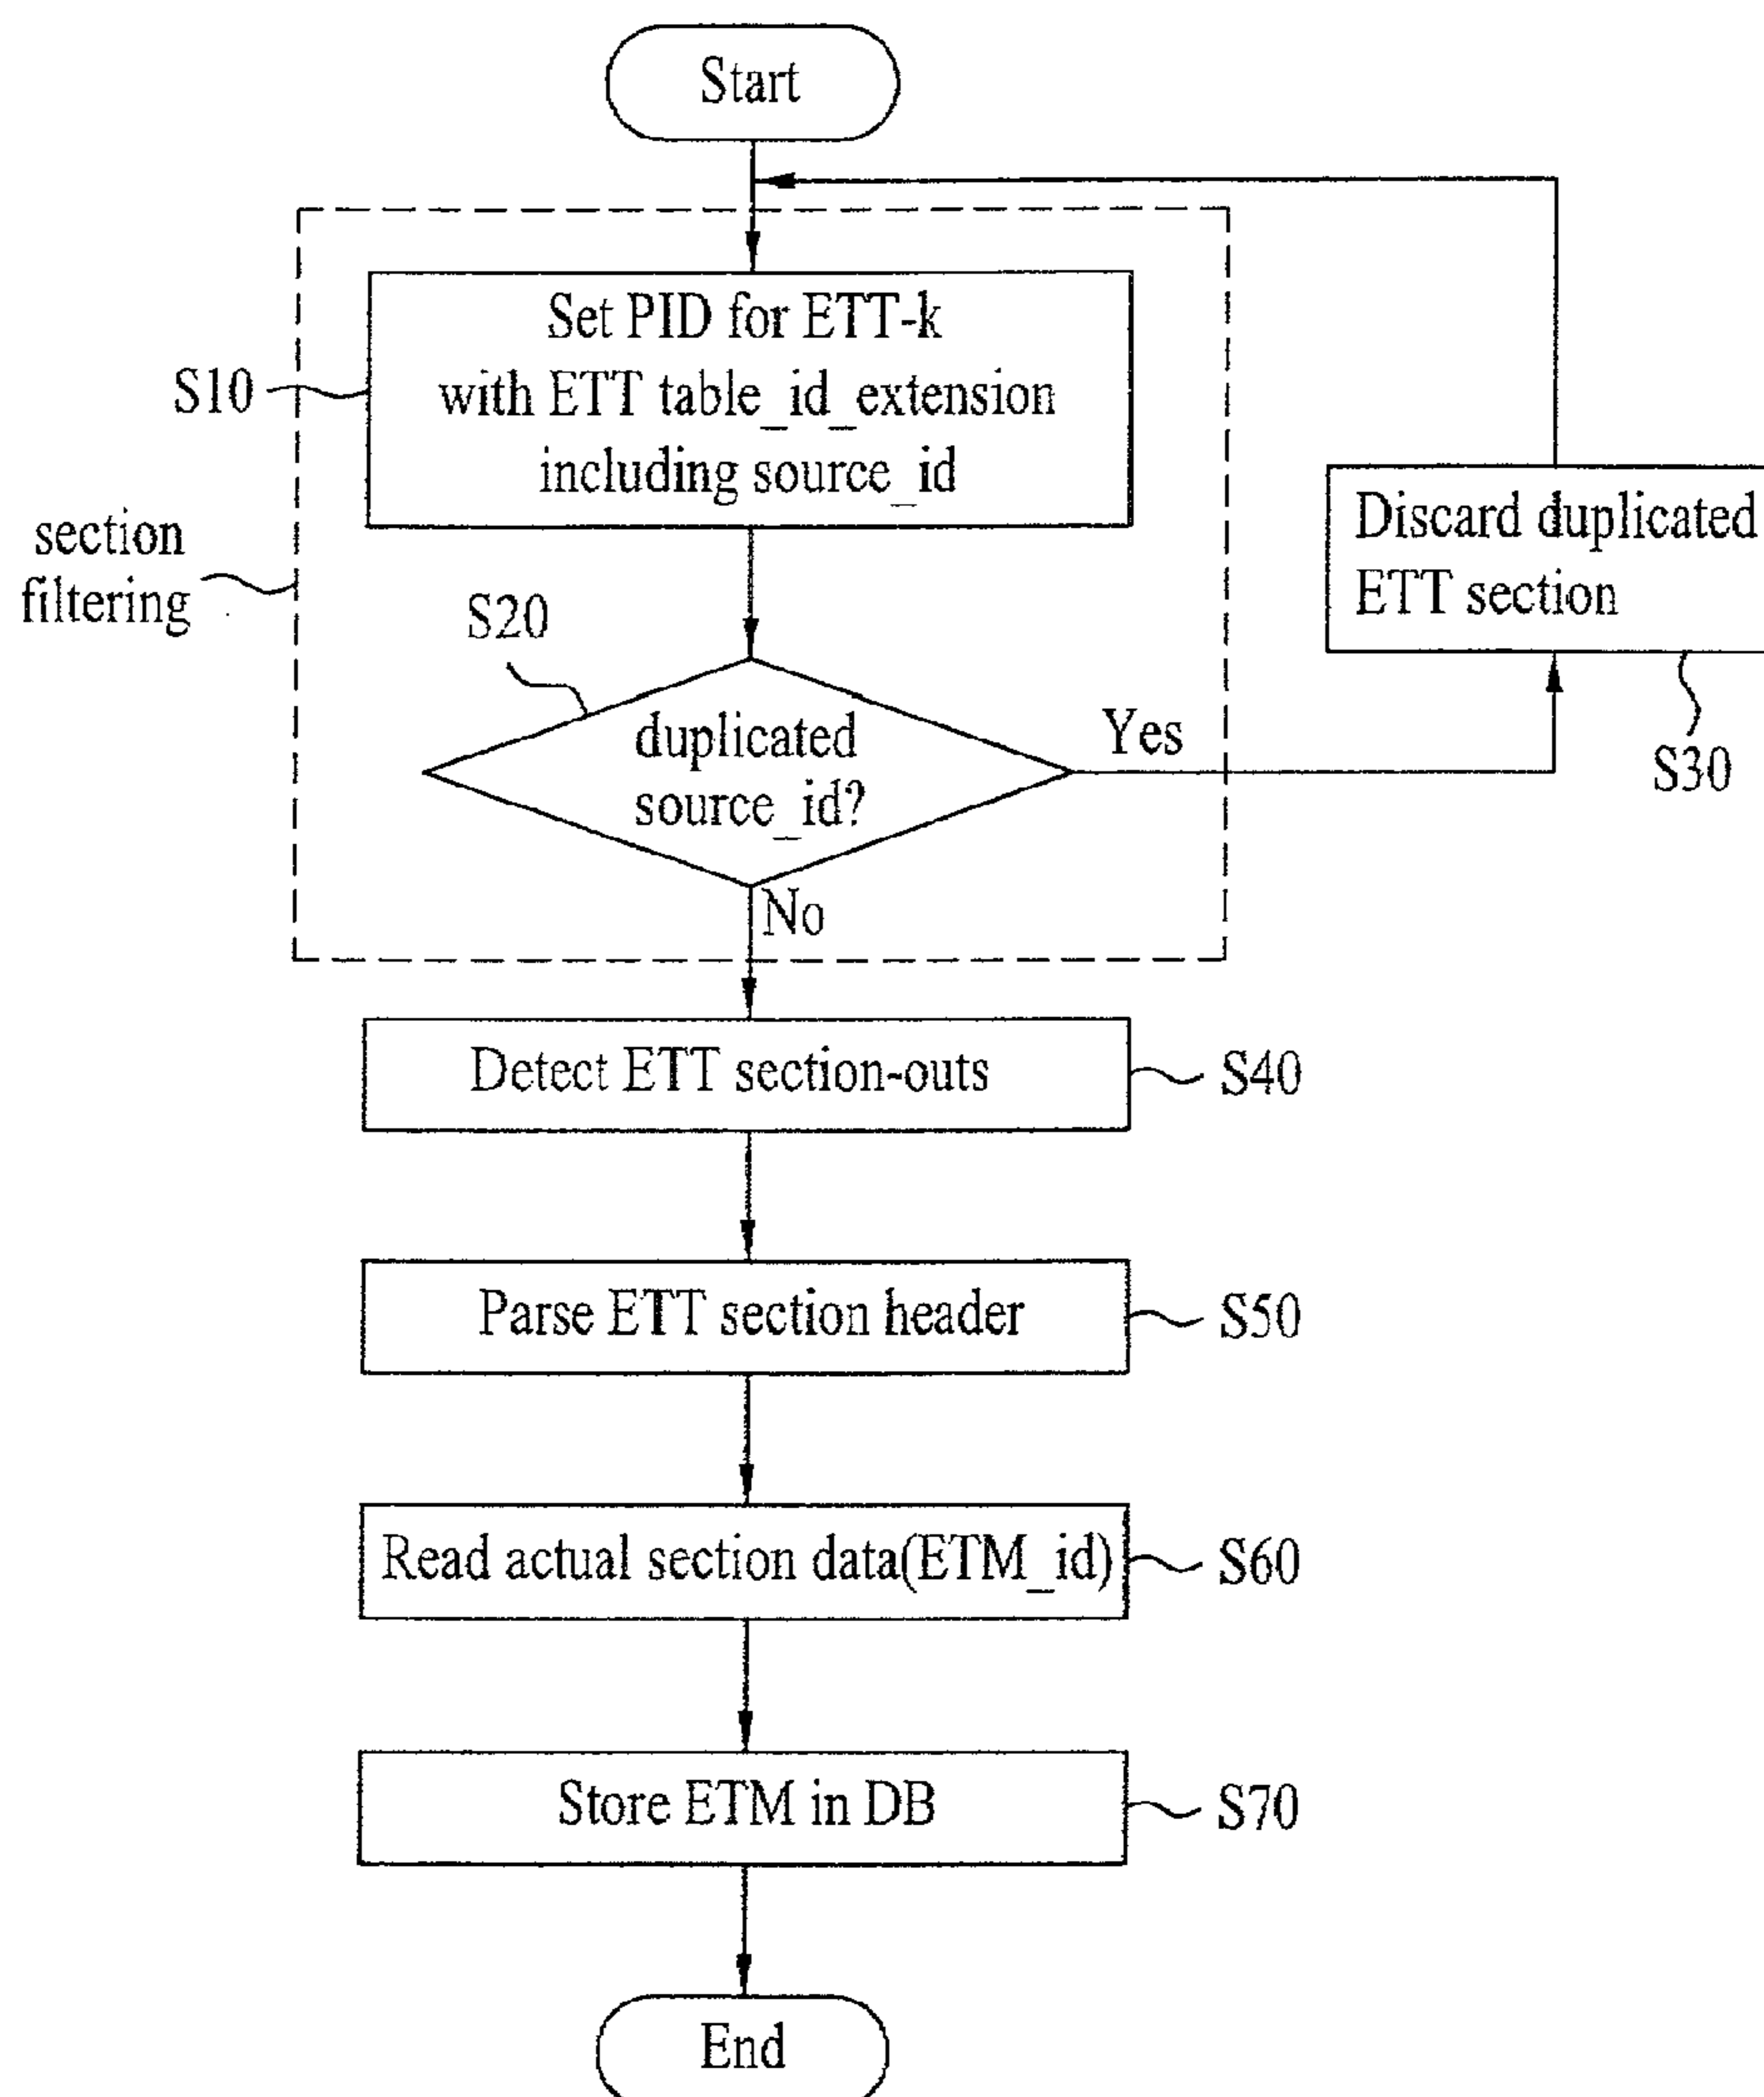 Start
Set PID for ETT-k
with ETT table_id_extension
including source_id
S10
section
filtering
Discard duplicated
ETT section
S30
S20
duplicated
source_id?
Yes
No
Detect ETT section-outs
S40
Parse ETT section header
S50
Read actual section data(ETM_id)
S60
Store ETM in DB
S70
End